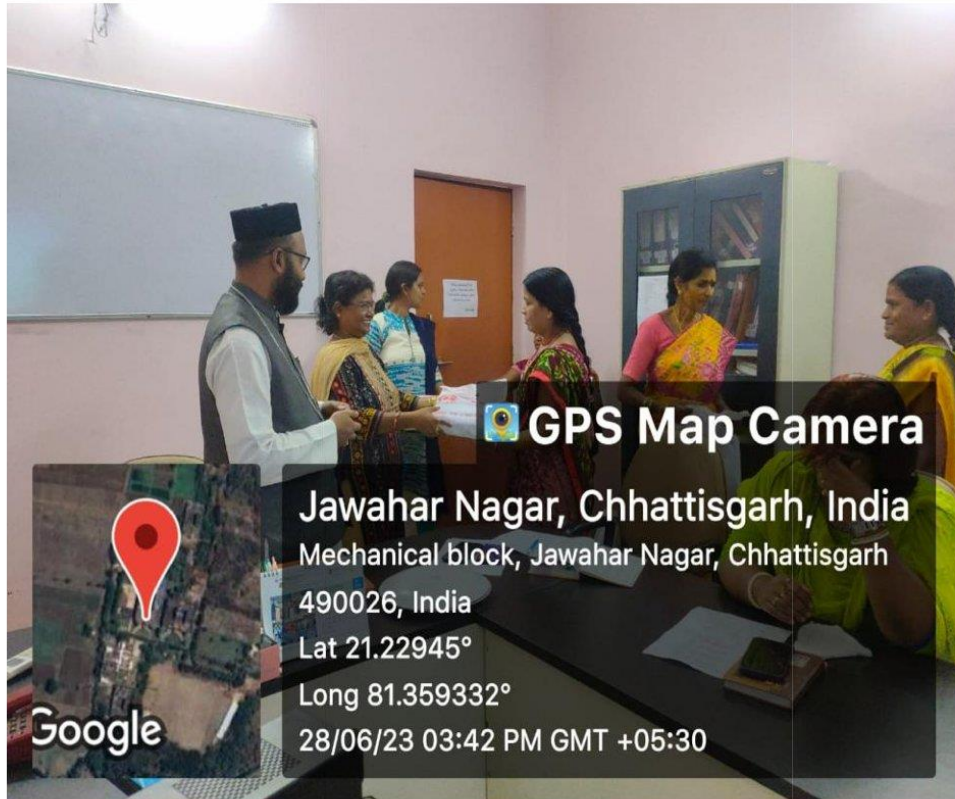 GPS Map Camera
Jawahar Nagar, Chhattisgarh, India
Mechanical block, Jawahar Nagar, Chhattisgarh
490026, India
Lat 21.22945°
Long 81.359332°
28/06/23 03:42 PM GMT +05:30
Google